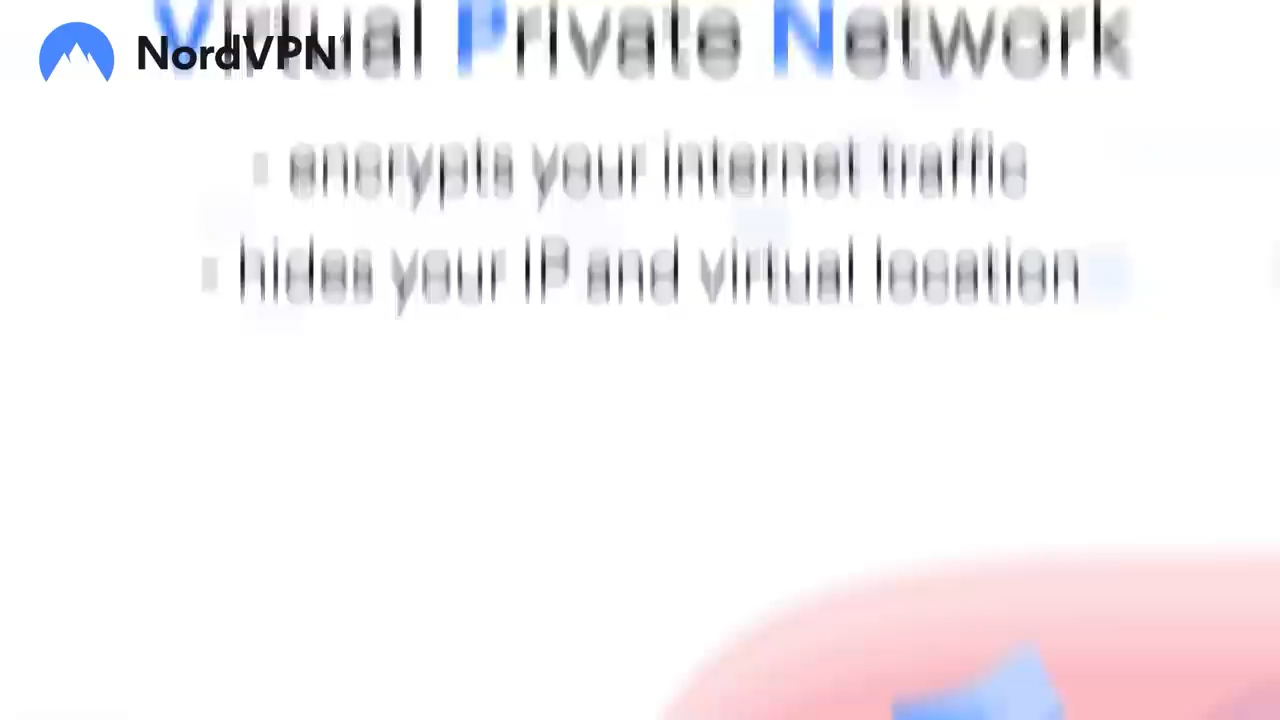 NordVPN
Virtual Private Network
encrypts your internet traffic
hides your IP and virtual location